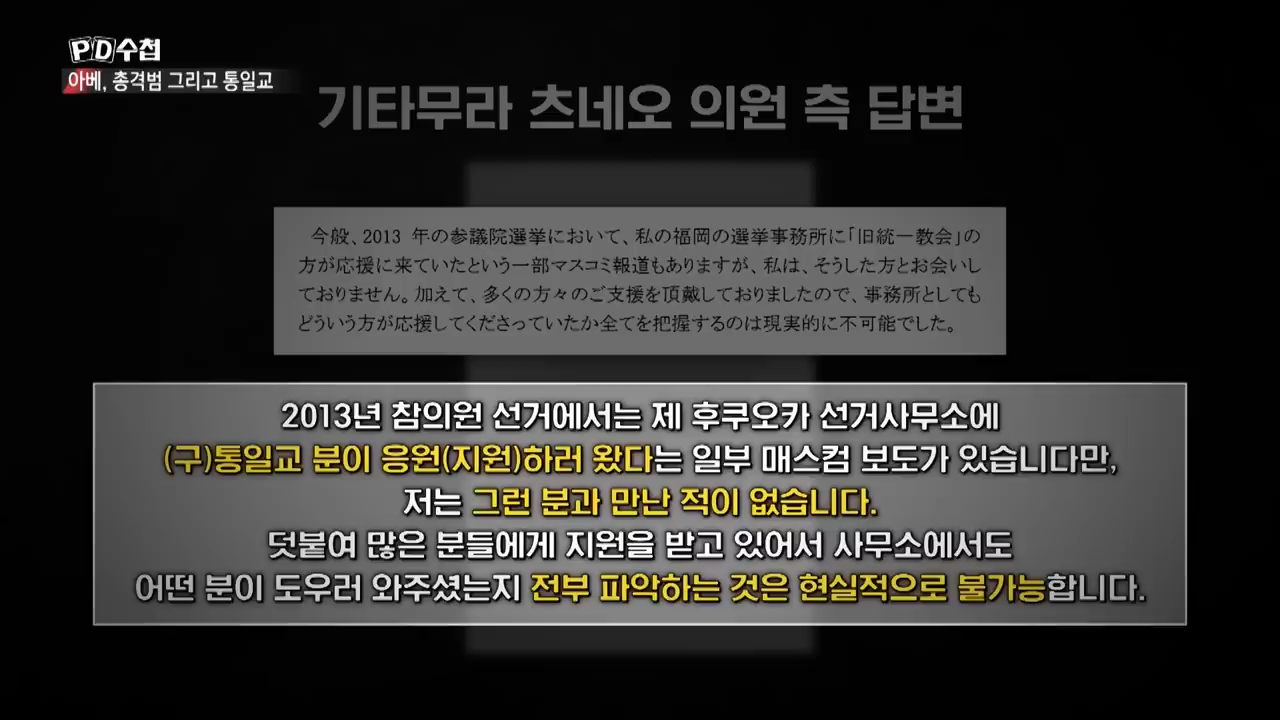 PD수첩
아베, 총격범 그리고 통일교
기타무라 츠네오 의원 측 답변
今般、2013 年の参議院選挙において、私の福岡の選挙事務所に「旧統一教会」の
方が応援に来ていたという一部マスコミ報道もありますが、私は、そうした方とお会いし
ておりません。加えて、多くの方々のご支援を頂戴しておりましたので、事務所としても
どういう方が応援してくださっていたか全てを把握するのは現実的に不可能でした。
2013년 참의원 선거에서는 제 후쿠오카 선거사무소에
(구)통일교 분이 응원(지원)하러 왔다는 일부 매스컴 보도가 있습니다만,
저는 그런 분과 만난 적이 없습니다.
덧붙여 많은 분들에게 지원을 받고 있어서 사무소에서도
어떤 분이 도우러 와주셨는지 전부 파악하는 것은 현실적으로 불가능합니다.